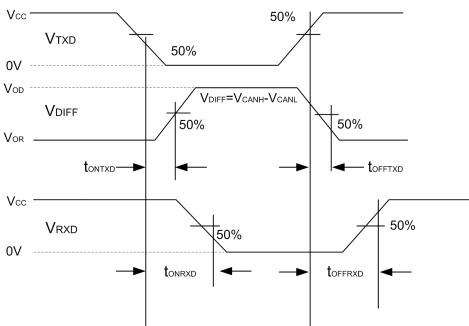 Vcc
50%
VTXD
50%
0V
VOD
VDIFF=VCANH-VCANL
VDIFF
50%
50%
VOR
tONTXD
tOFFTXD
Vcc
VRXD
50%
50%
0V
tONRXD
tOFFRXD